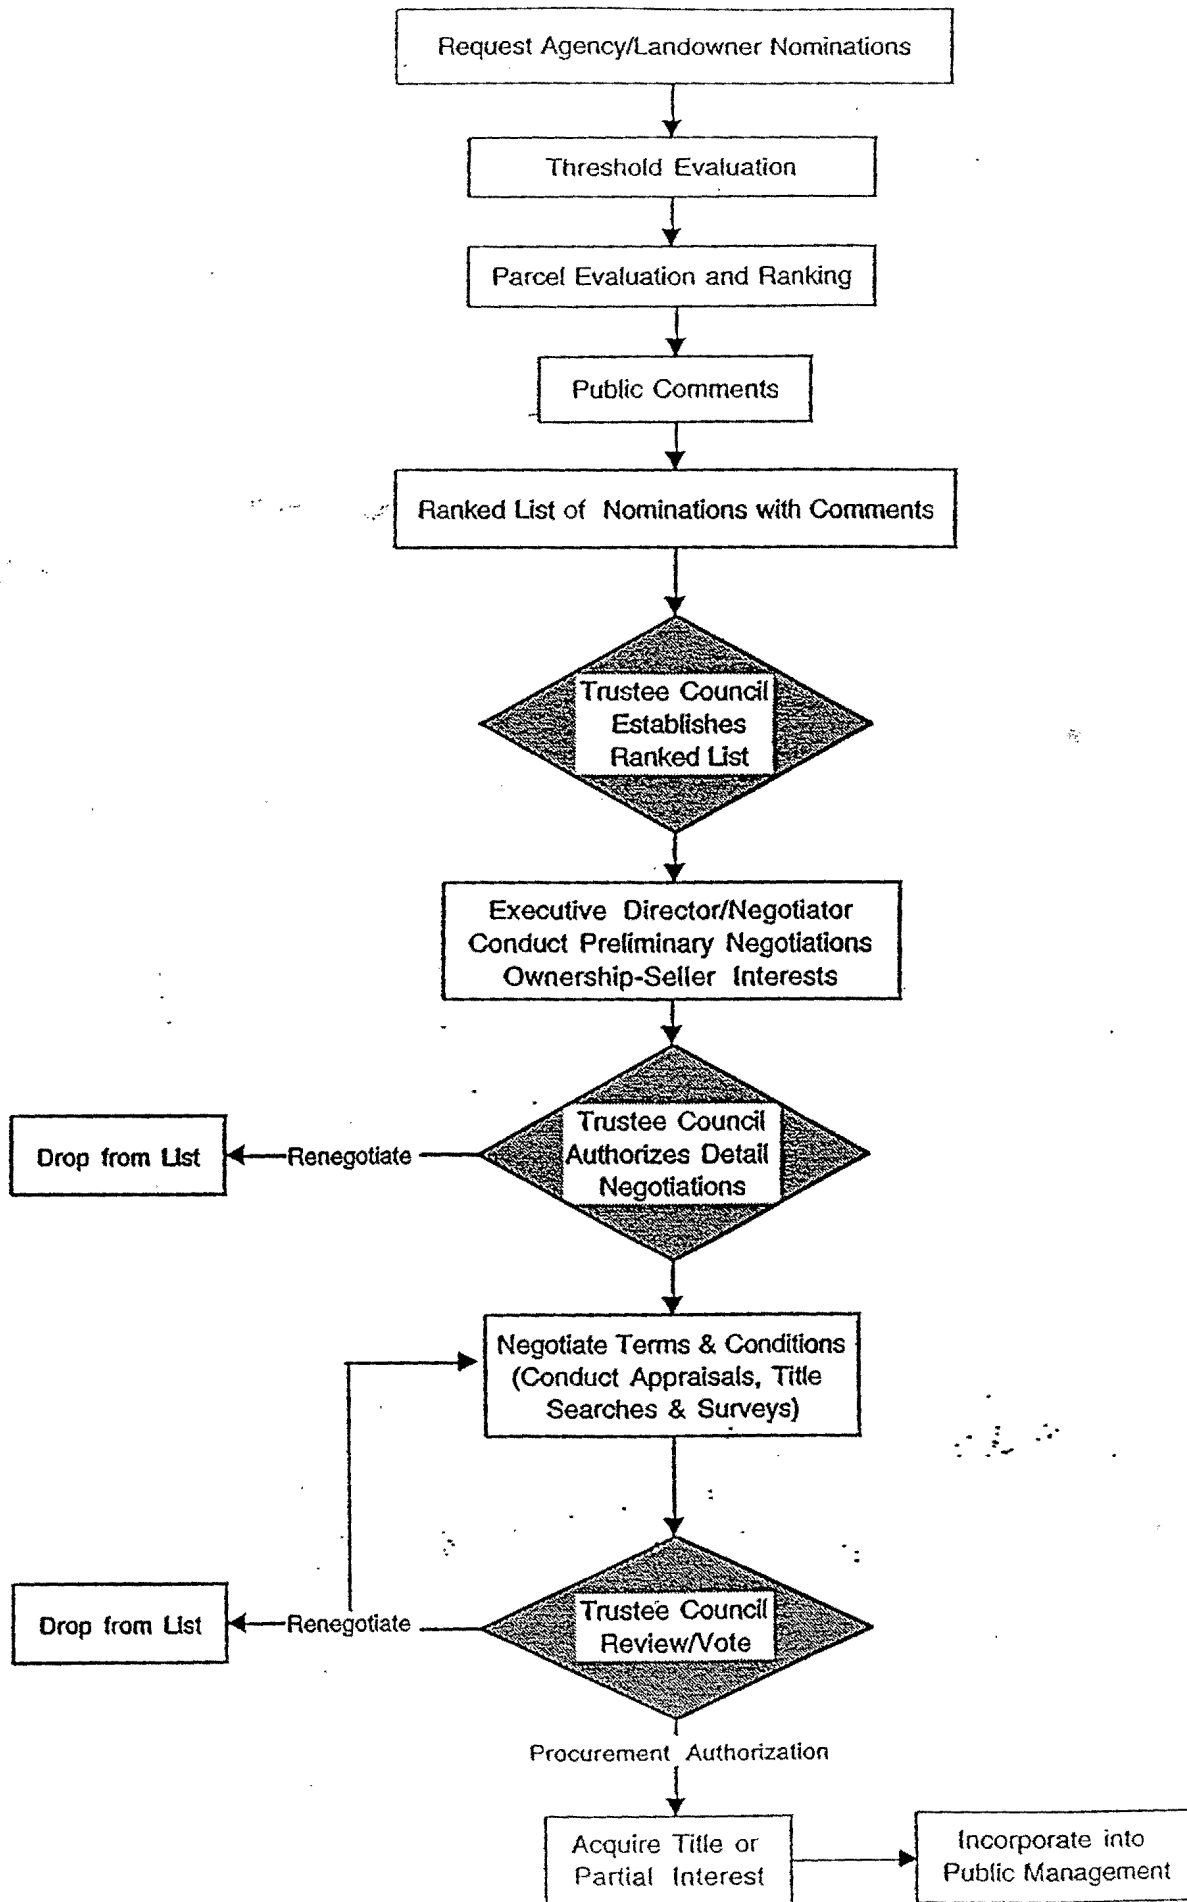 Request Agency/Landowner Nominations
Threshold Evaluation
Parcel Evaluation and Ranking
Public Comments
Ranked List of Nominations with Comments
Trustee Council
Establishes
Ranked List
Executive Director/Negotiator
Conduct Preliminary Negotiations
Ownership-Seller Interests
Trustee Council
Authorizes Detail
Negotiations
Renegotiate
Drop from List
Negotiate Terms & Conditions
(Conduct Appraisals, Title
Searches & Surveys)
Trustee Council
Review/Vote
Renegotiate
Drop from List
Procurement Authorization
Acquire Title or
Partial Interest
Incorporate into
Public Management